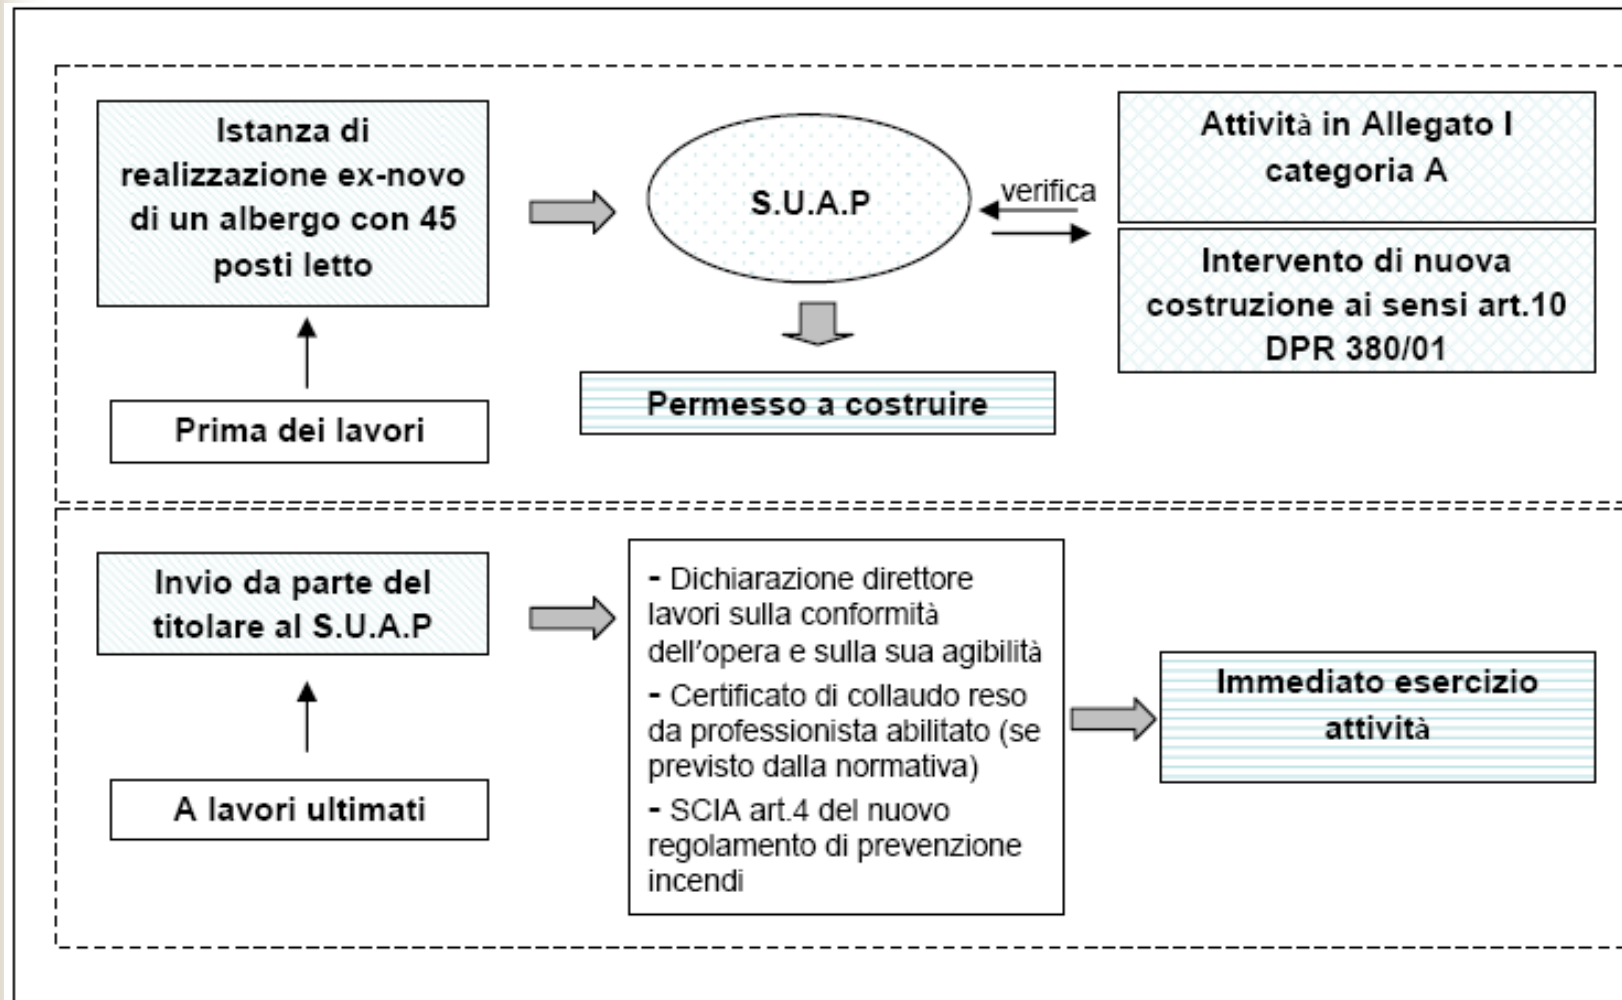 Istanza di
realizzazione ex-novo
di un albergo con 45
posti letto
S.U.A.P
verifica
Attività in Allegato I
categoria A
Intervento di nuova
costruzione ai sensi art.10
DPR 380/01
Permesso a costruire
Prima dei lavori
Invio da parte del
titolare al S.U.A.P
- Dichiarazione direttore
lavori sulla conformità
dell'opera e sulla sua agibilità
- Certificato di collaudo reso
da professionista abilitato (se
previsto dalla normativa)
- SCIA art.4 del nuovo
regolamento di prevenzione
incendi
Immediato esercizio
attività
A lavori ultimati